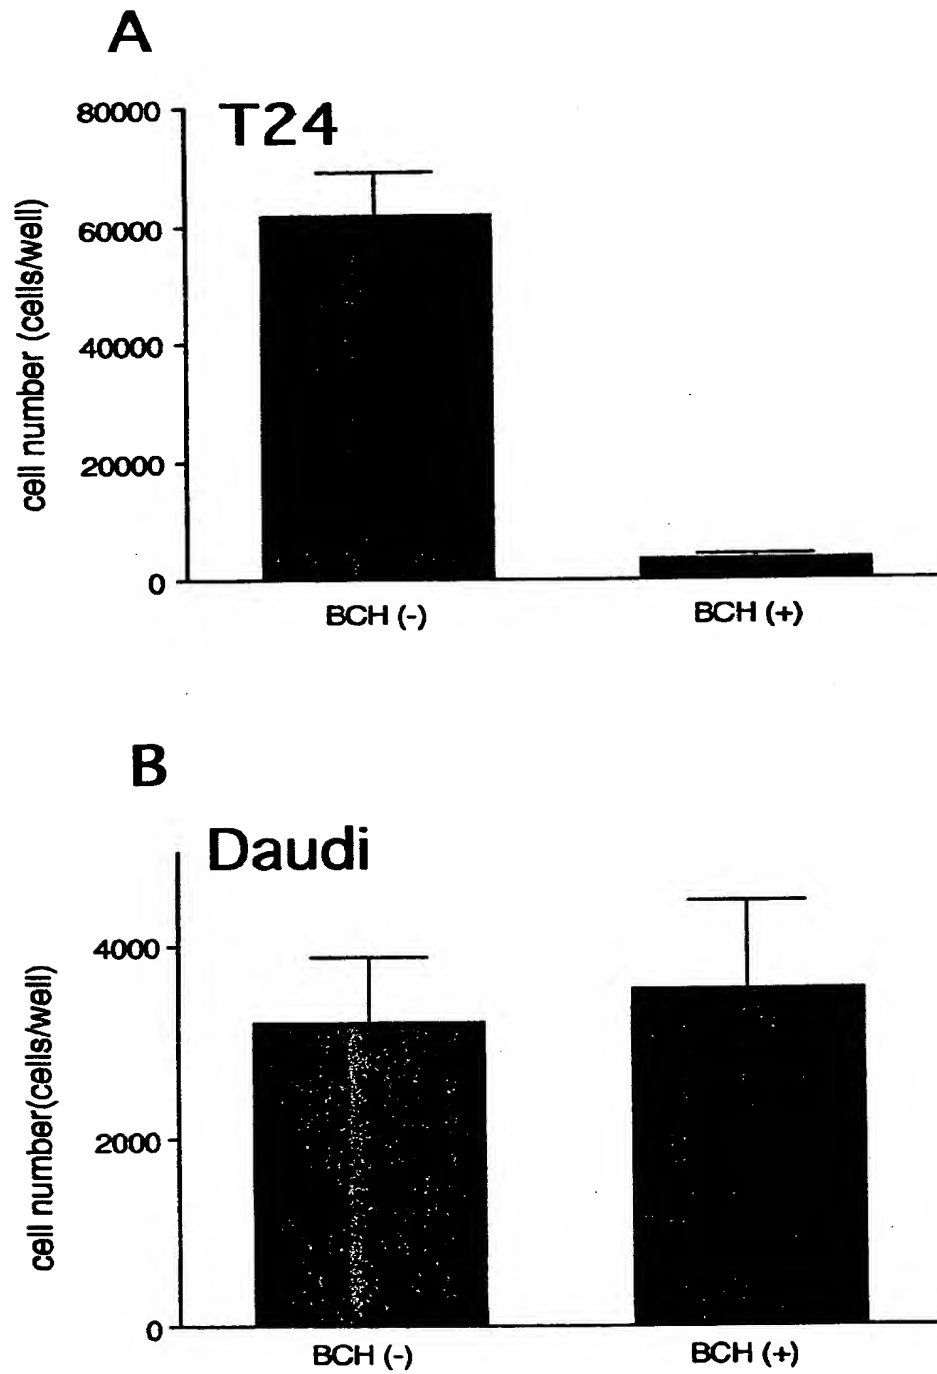 A
T24
80000
60000
40000
20000
0
cell number (cells/well)
BCH (-)
BCH (+)
B
Daudi
4000
2000
0
cell number(cells/well)
BCH (-)
BCH (+)